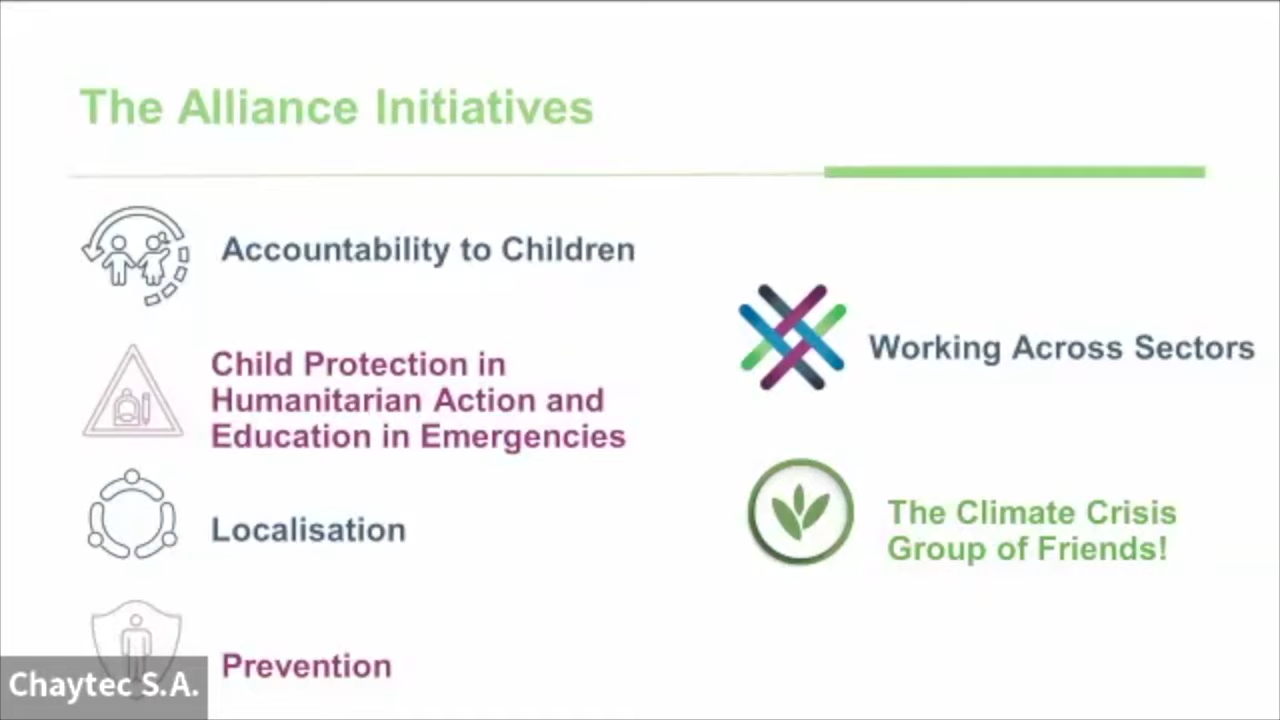 The Alliance Initiatives
Accountability to Children
Child Protection in
Humanitarian Action and
Education in Emergencies
Localisation
Prevention
Working Across Sectors
The Climate Crisis
Group of Friends!
Chaytec S.A.